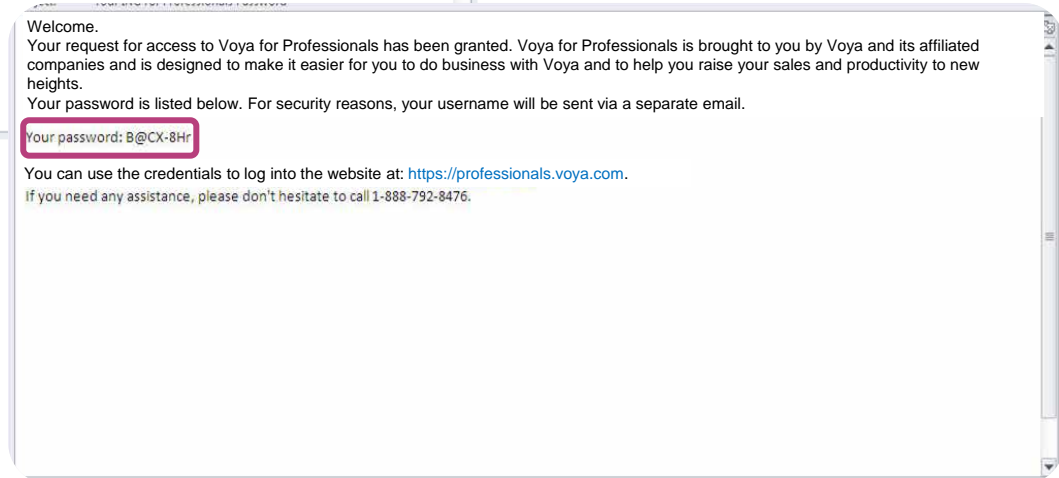 Your ING for Professionals Password
Welcome.
Your request for access to Voya for Professionals has been granted. Voya for Professionals is brought to you by Voya and its affiliated
companies and is designed to make it easier for you to do business with Voya and to help you raise your sales and productivity to new
heights.
Your password is listed below. For security reasons, your username will be sent via a separate email.
Your password: B@CX-8Hr
You can use the credentials to log into the website at: https://professionals.voya.com.
If you need any assistance, please don't hesitate to call 1-888-792-8476.